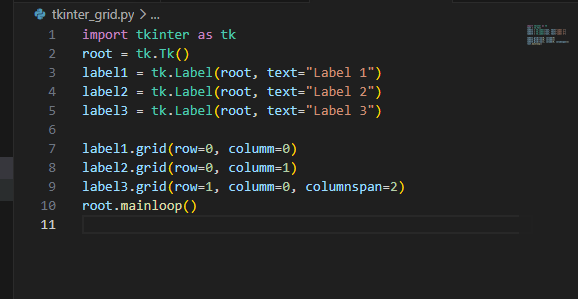 tkinter_grid.py > ...
1 import tkinter as tk
2 root = tk.Tk()
3 label1 = tk.Label(root, text="Label 1")
4 label2 = tk.Label(root, text="Label 2")
5 label3 = tk.Label(root, text="Label 3")
6
7 label1.grid(row=0, columm=0)
8 label2.grid(row=0, columm=1)
9 label3.grid(row=1, columm=0, columnspan=2)
10 root.mainloop()
11